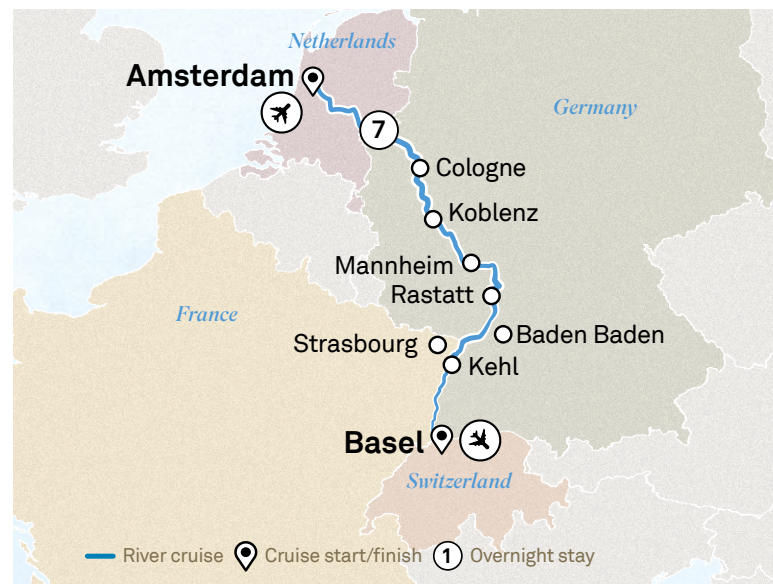 Netherlands
Amsterdam
Germany
7
Cologne
Koblenz
Mannheim
Rastatt
France
Strasbourg
Baden Baden
Kehl
Basel
Switzerland
River cruise Cruise start/finish 1 Overnight stay